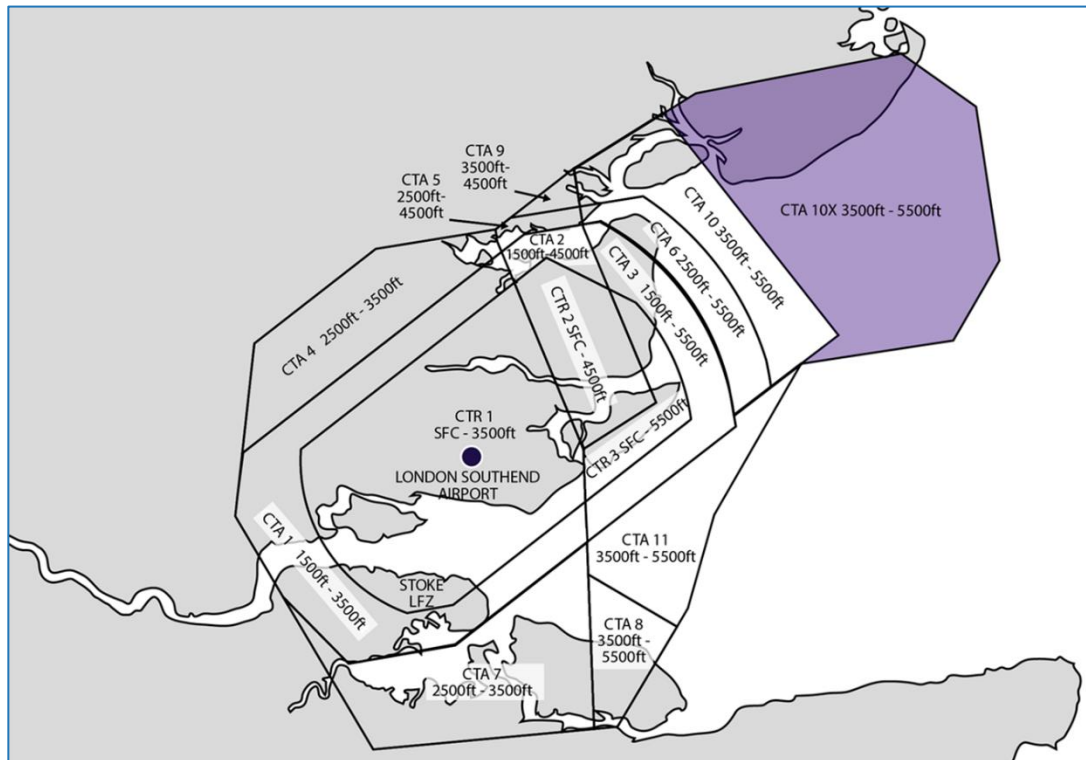 CTA 9
3500ft-
4500ft
CTA 5
2500ft-
4500ft
CTA 2
1500ft-4500ft
CTA 10 3500ft - 5500ft
CTA 10X 3500ft - 5500ft
CTA 6 2500ft - 5500ft
CTA 3 1500ft - 5500ft
CTA 4 2500ft - 3500ft
CTR 2 SFC - 4500ft
CTR 1
SFC - 3500ft
LONDON SOUTHEND
AIRPORT
CTR 3 SFC - 5500ft
CTA 1 1500ft - 3500ft
CTA 11
3500ft - 5500ft
STOKE
LFZ
CTA 8
3500ft -
5500ft
CTA 7
2500ft - 3500ft